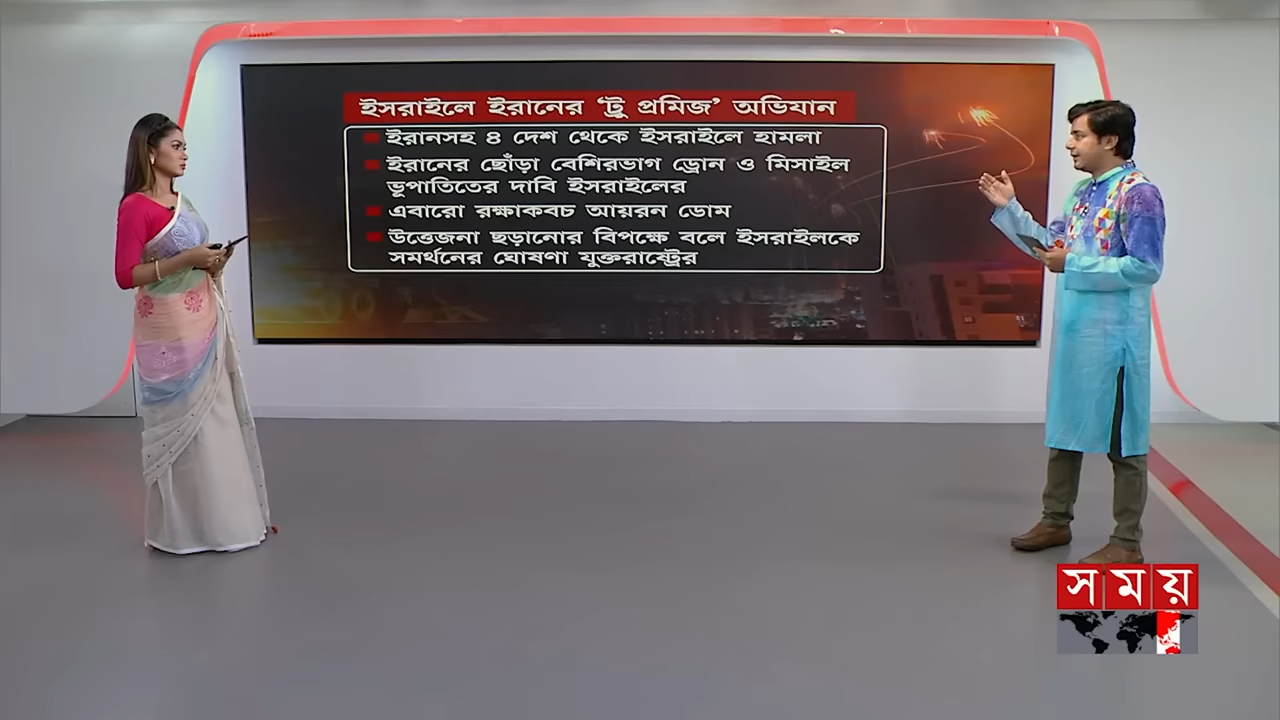 ইসরাইলে ইরানের ‘ট্রু প্রমিজ’ অভিযান
ইরানসহ ৪ দেশ থেকে ইসরাইলে হামলা
ইরানের ছোঁড়া বেশিরভাগ ড্রোন ও মিসাইল
ভূপাতিতের দাবি ইসরাইলের
এবারো রক্ষাকবচ আয়রন ডোম
উত্তেজনা ছড়ানোর বিপক্ষে বলে ইসরাইলকে
সমর্থনের ঘোষণা যুক্তরাষ্ট্রের
সময়